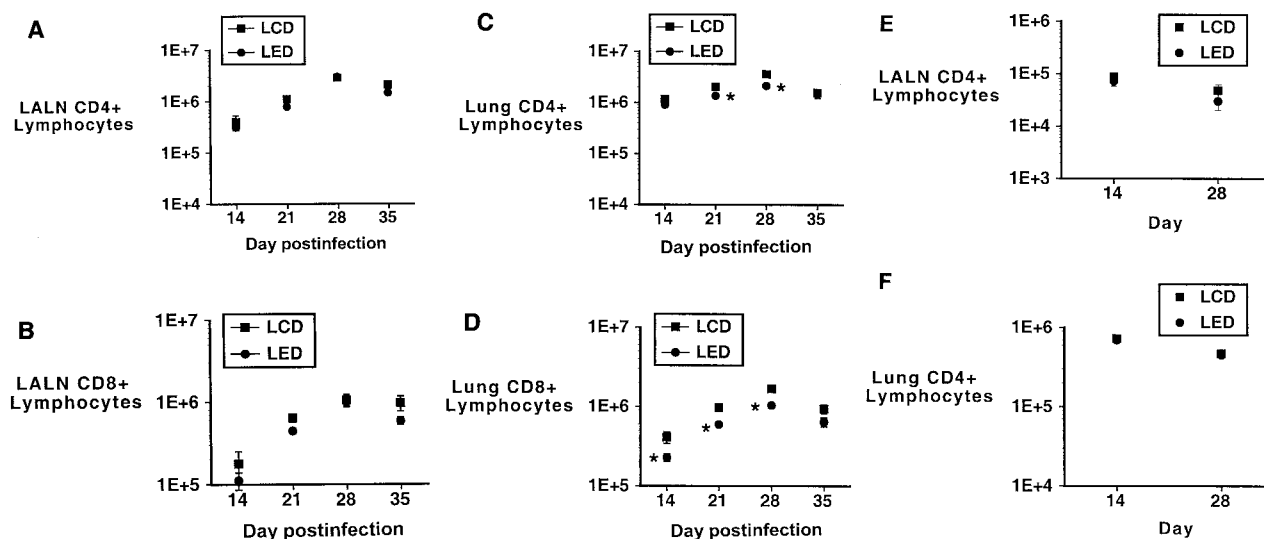 A
LCD
LED
1E+7
1E+6
1E+5
1E+4
LALN CD4+
Lymphocytes
14 21 28 35
Day postinfection
B
LCD
LED
1E+7
1E+6
1E+5
LALN CD8+
Lymphocytes
14 21 28 35
Day postinfection
C
LCD
LED
1E+7
1E+6
1E+5
1E+4
Lung CD4+
Lymphocytes
* *
14 21 28 35
Day postinfection
D
LCD
LED
1E+7
1E+6
1E+5
Lung CD8+
Lymphocytes
* * *
14 21 28 35
Day postinfection
E
LCD
LED
1E+6
1E+5
1E+4
1E+3
LALN CD4+
Lymphocytes
14 28
Day
F
LCD
LED
1E+6
1E+5
1E+4
Lung CD4+
Lymphocytes
14 28
Day